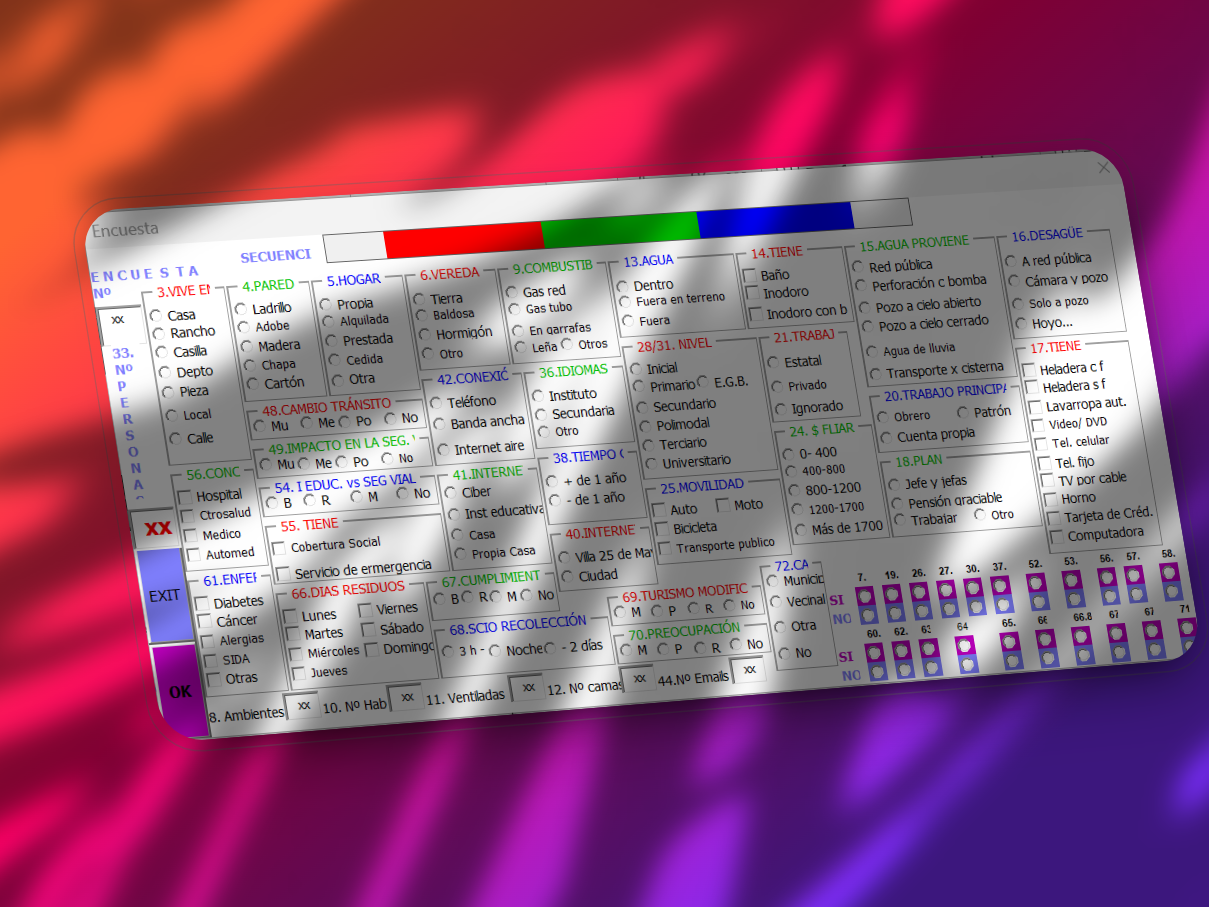 Encuesta
ENCUESTA
Nº
SECUENCI
xx
33.
Nº
P
E
R
S
O
N
A
xx
EXIT
OK
3.VIVE EN
Casa
Rancho
Casilla
Depto
Pieza
Local
Calle
4.PARED
Ladrillo
Adobe
Madera
Chapa
Cartón
5.HOGAR
Propia
Alquilada
Prestada
Cedida
Otra
6.VEREDA
Tierra
Baldosa
Hormigón
Otro
9.COMBUSTIB
Gas red
Gas tubo
En garrafas
Leña Otros
13.AGUA
Dentro
Fuera en terreno
Fuera
14.TIENE
Baño
Inodoro
Inodoro con b
15.AGUA PROVIENE
Red pública
Perforación c bomba
Pozo a cielo abierto
Pozo a cielo cerrado
Agua de lluvia
Transporte x cisterna
16.DESAGÜE
A red pública
Cámara y pozo
Solo a pozo
Hoyo...
17.TIENE
Heladera c f
Heladera s f
Lavarropa aut.
Video/ DVD
Tel. celular
Tel. fijo
TV por cable
Horno
Tarjeta de Créd.
Computadora
28/31. NIVEL
Inicial
Primario E.G.B.
Secundario
Polimodal
Terciario
Universitario
21.TRABAJ
Estatal
Privado
Ignorado
20.TRABAJO PRINCIPA
Obrero Patrón
Cuenta propia
24. $ FLIAR
0- 400
400-800
800-1200
1200-1700
Más de 1700
18.PLAN
Jefe y jefas
Pensión graciable
Trabajar Otro
48.CAMBIO TRÁNSITO
Mu Me Po No
49.IMPACTO EN LA SEG.
Mu Me Po No
42.CONEXIÓ
Teléfono
Banda ancha
Internet aire
36.IDIOMAS
Instituto
Secundaria
Otro
56.CONC
Hospital
Ctrosalud
Medico
Automed
54. I EDUC. vs SEG VIAL
B R M No
55. TIENE
Cobertura Social
Servicio de ermergencia
41.INTERNE
Ciber
Inst educativa
Casa
Propia Casa
38.TIEMPO
+ de 1 año
- de 1 año
25.MOVILIDAD
Auto Moto
Bicicleta
Transporte publico
40.INTERNE
Villa 25 de May
Ciudad
61.ENFER
Diabetes
Cáncer
Alergias
SIDA
Otras
66.DIAS RESIDUOS
Lunes Viernes
Martes Sábado
Miércoles Domingo
Jueves
67.CUMPLIMIENT
B R M No
68.SCIO RECOLECCIÓN
3 h - Noche - 2 días
69.TURISMO MODIFIC
M P R No
70.PREOCUPACIÓN
M P R No
72.CA
Municip
Vecinal
Otra
No
7. 19. 26. 27. 30. 37. 52. 53. 56. 57. 58.
SI
NO
60. 62. 63 64 65. 66 66.8 67 67 71
SI
NO
8. Ambientes xx 10. Nº Hab xx 11. Ventiladas xx 12. Nº camas xx 44.Nº Emails xx